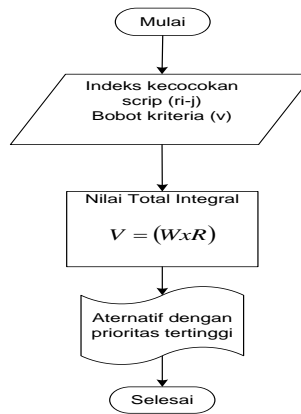 Mulai
Indeks kecocokan
scrip (ri-j)
Bobot kriteria (v)
Nilai Total Integral
V = (WxR)
Aternatif dengan
prioritas tertinggi
Selesai